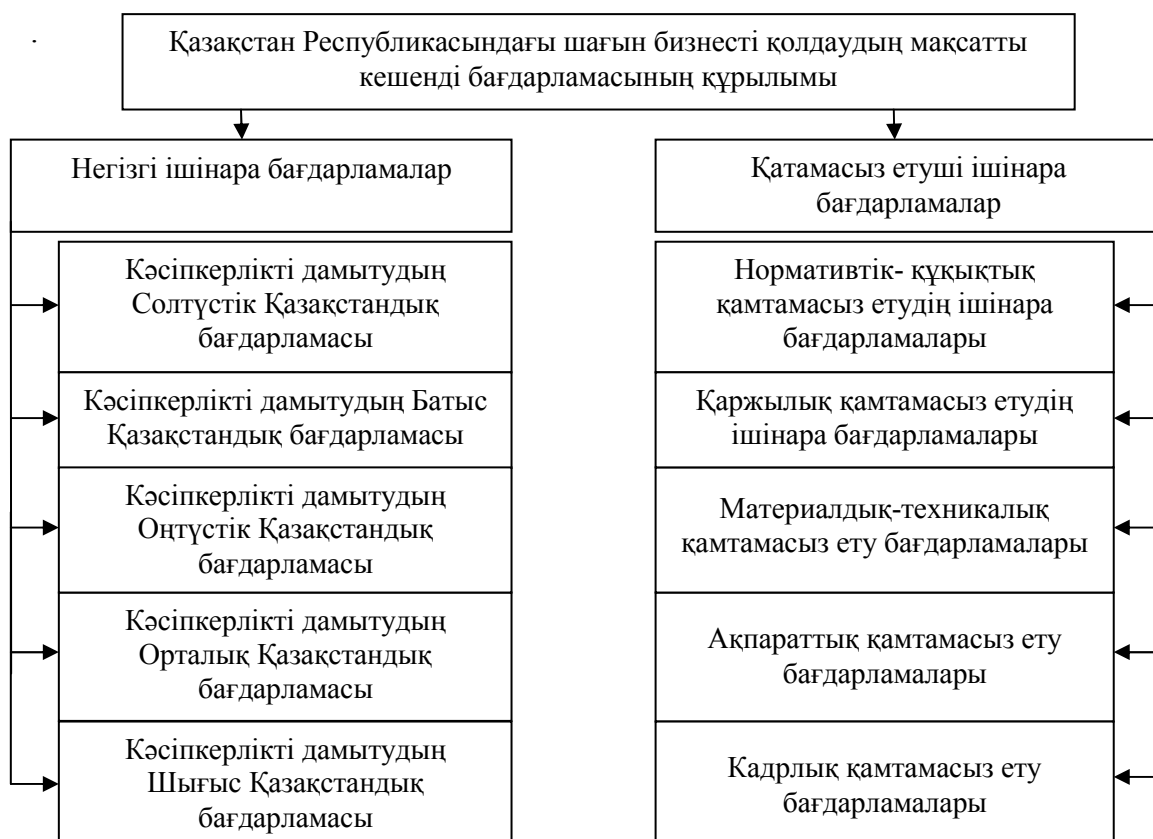 Қазақстан Республикасындағы шағын бизнесті қолдаудың мақсатты
кешенді бағдарламасының құрылымы
Негізгі ішінара бағдарламалар
Қатамасыз етуші ішінара
бағдарламалар
Кәсіпкерлікті дамытудың
Солтүстік Қазақстандық
бағдарламасы
Кәсіпкерлікті дамытудың Батыс
Қазақстандық бағдарламасы
Кәсіпкерлікті дамытудың
Оңтүстік Қазақстандық
бағдарламасы
Кәсіпкерлікті дамытудың
Орталық Қазақстандық
бағдарламасы
Кәсіпкерлікті дамытудың
Шығыс Қазақстандық
бағдарламасы
Нормативтік- құқықтық
қамтамасыз етудің ішінара
бағдарламалары
Қаржылық қамтамасыз етудің
ішінара бағдарламалары
Материалдық-техникалық
қамтамасыз ету бағдарламалары
Ақпараттық қамтамасыз ету
бағдарламалары
Кадрлық қамтамасыз ету
бағдарламалары